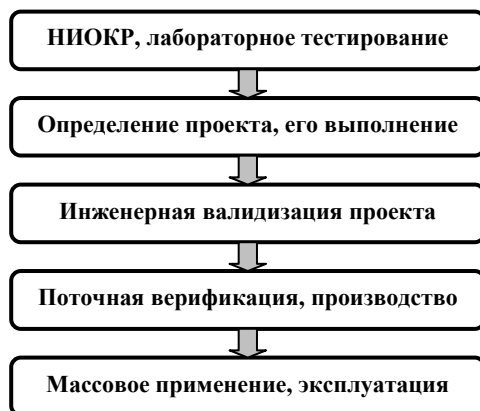 НИОКР, лабораторное тестирование
Определение проекта, его выполнение
Инженерная валидизация проекта
Поточная верификация, производство
Массовое применение, эксплуатация